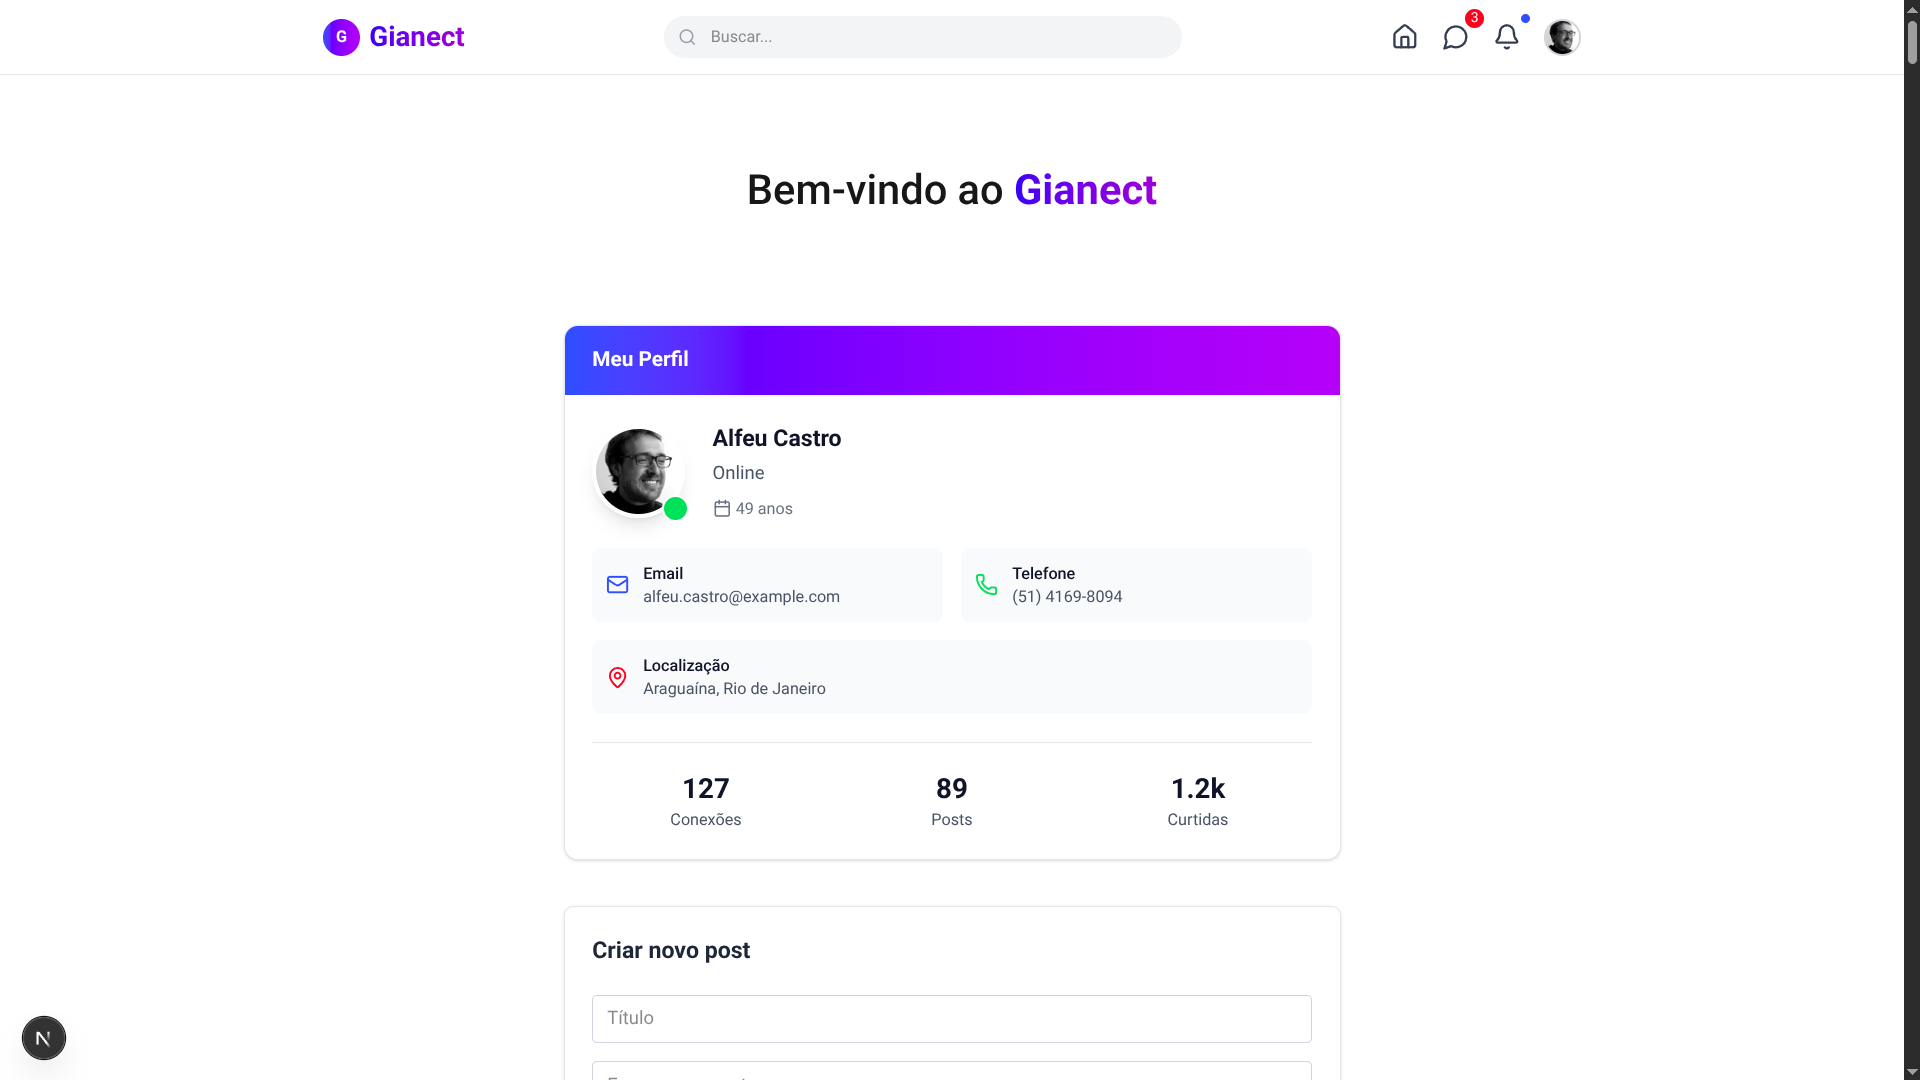 G Gianect
Buscar...
3
Bem-vindo ao Gianect
Meu Perfil
Alfeu Castro
Online
49 anos
Email
alfeu.castro@example.com
Telefone
(51) 4169-8094
Localização
Araguaína, Rio de Janeiro
127
Conexões
89
Posts
1.2k
Curtidas
Criar novo post
Título
N